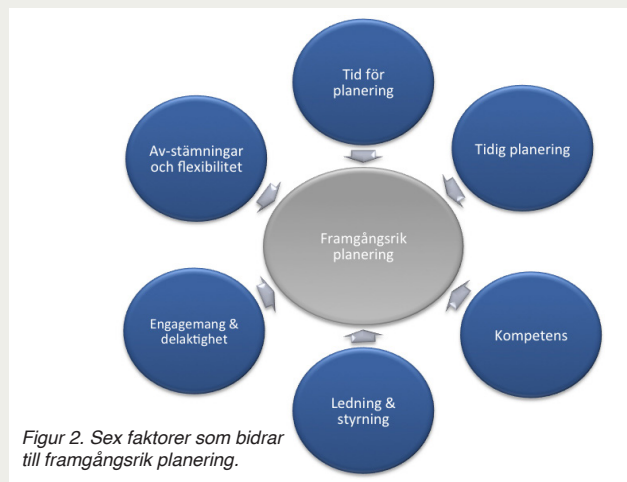 Tid för
planering
Tidig planering
Kompetens
Ledning &
styrning
Engagemang &
delaktighet
Av-stämningar
och flexibilitet
Framgångsrik
planering
Figur 2. Sex faktorer som bidrar
till framgångsrik planering.